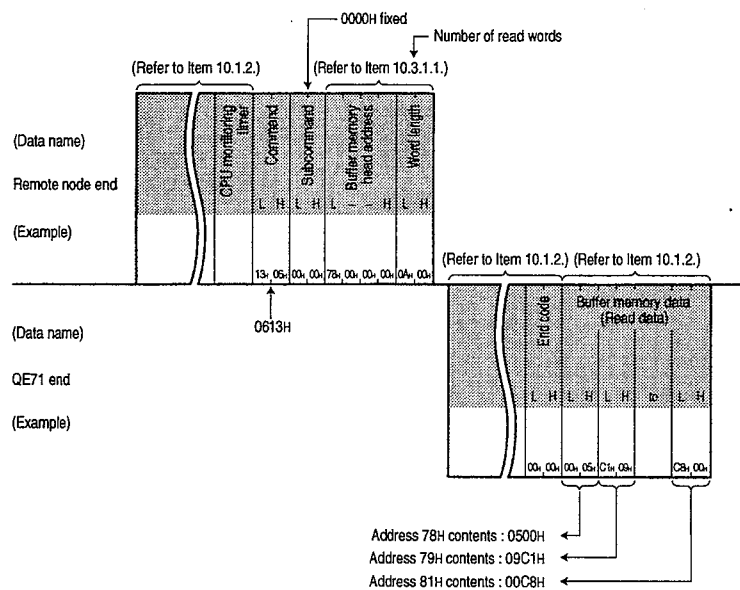 0000H fixed
Number of read words
(Refer to Item 10.1.2.) (Refer to Item 10.3.1.1.)
(Data name)
Remote node end
(Example)
CPU monitoring timer
Command
Subcommand
Buffer memory head address
Word length
L H L H L – – H L H
13H 06H 00H 00H 78H 00H 00H 00H 0AH 00H
0613H
(Refer to Item 10.1.2.) (Refer to Item 10.1.2.)
(Data name)
QE71 end
(Example)
End code
Buffer memory data
(Read data)
L H L H L H to L H
00H 00H 00H 05H C1H 09H C8H 00H
Address 78H contents : 0500H
Address 79H contents : 09C1H
Address 81H contents : 00C8H